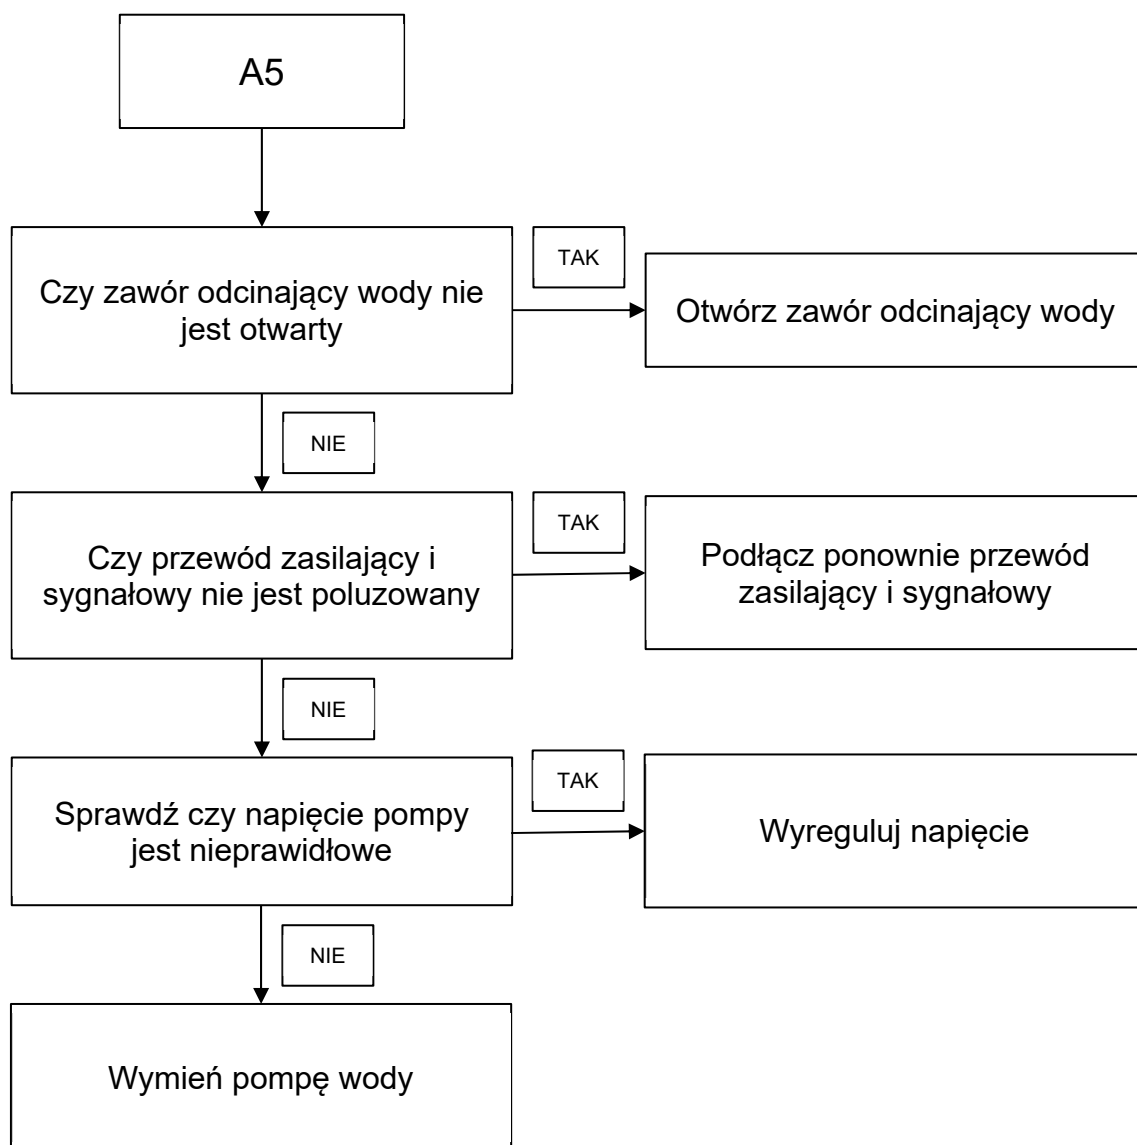 A5
Czy zawór odcinający wody nie
jest otwarty
TAK
Otwórz zawór odcinający wody
NIE
Czy przewód zasilający i
sygnałowy nie jest poluzowany
TAK
Podłącz ponownie przewód
zasilający i sygnałowy
NIE
Sprawdź czy napięcie pompy
jest nieprawidłowe
TAK
Wyreguluj napięcie
NIE
Wymień pompę wody